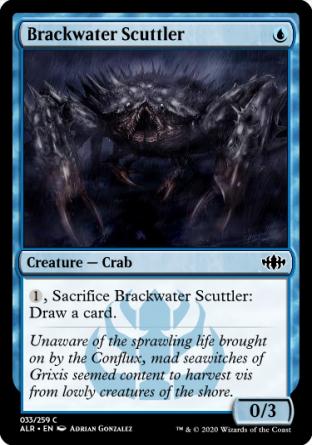 Brackwater Scuttler
Creature — Crab
1, Sacrifice Brackwater Scuttler:
Draw a card.
Unaware of the sprawling life brought
on by the Conflux, mad seawitches of
Grixis seemed content to harvest vis
from lowly creatures of the shore.
0/3
033/259 C
ALR • EN Adrian Gonzalez
™ & © 2020 Wizards of the Coast